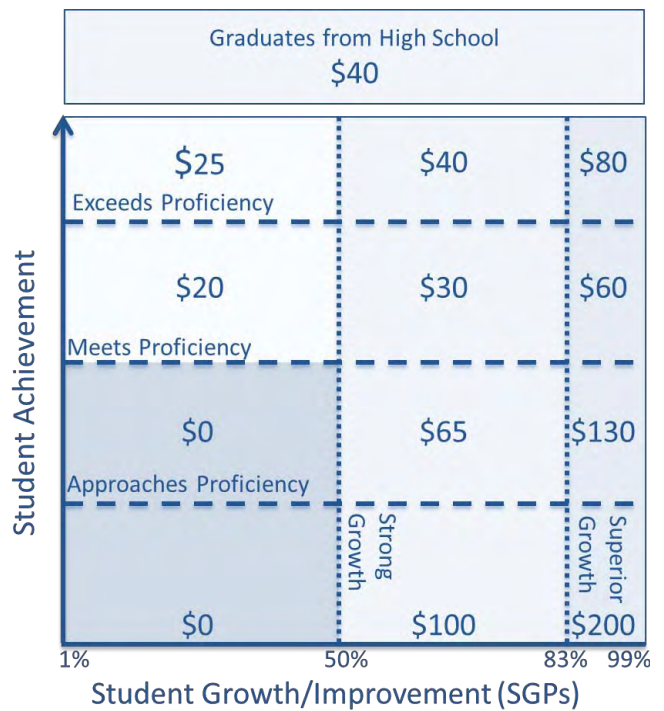 Graduates from High School
$40
$25 $40 $80
Exceeds Proficiency
$20 $30 $60
Meets Proficiency
$0 $65 $130
Approaches Proficiency
Strong
Growth
Superior
Growth
$0 $100 $200
1% 50% 83% 99%
Student Growth/Improvement (SGPs)
Student Achievement